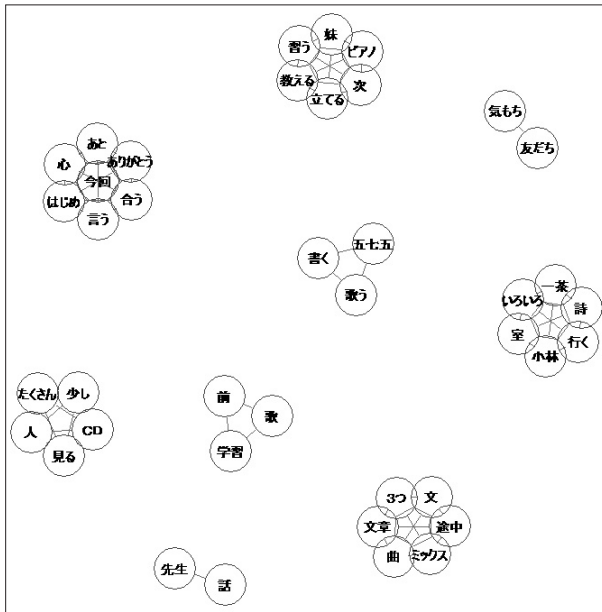 妹
習う
ピアノ
教える
次
立てる
気もち
友だち
あと
心
ありがとう
今回
はじめ
合う
言う
五七五
書く
歌う
一茶
いろいろ
詩
室
行く
小林
たくさん
少し
人
CD
見る
前
歌
学習
3つ
文
文章
途中
曲
ミックス
先生
話